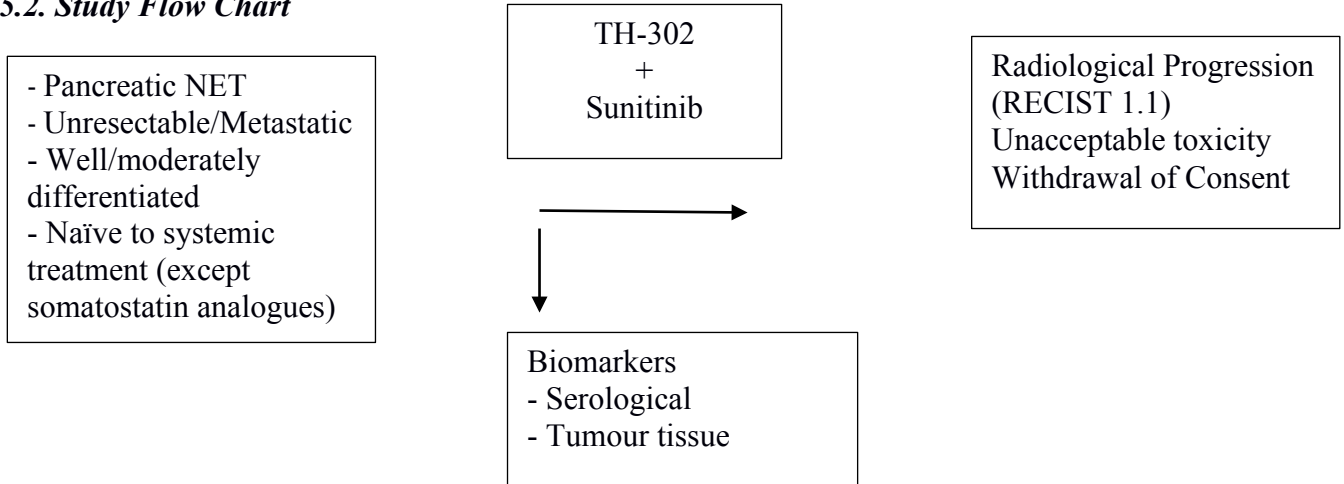 5.2. Study Flow Chart
- Pancreatic NET
- Unresectable/Metastatic
- Well/moderately
differentiated
- Naïve to systemic
treatment (except
somatostatin analogues)
TH-302
+
Sunitinib
Radiological Progression
(RECIST 1.1)
Unacceptable toxicity
Withdrawal of Consent
Biomarkers
- Serological
- Tumour tissue